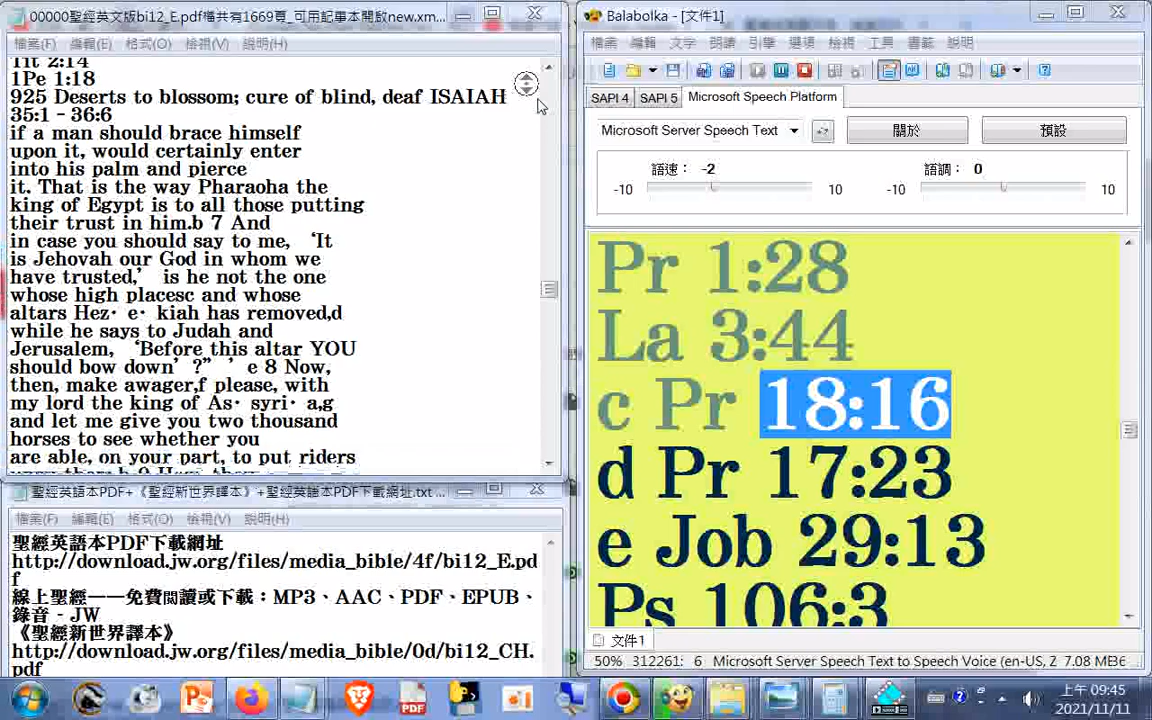 00000聖經英文版bi12_E.pdf檔共有1669頁_可用記事本開啟new.xm...
檔案(F) 編輯(E) 格式(O) 檢視(V) 說明(H)
Tit 2:14
1Pe 1:18
925 Deserts to blossom; cure of blind, deaf ISAIAH
35:1 – 36:6
if a man should brace himself
upon it, would certainly enter
into his palm and pierce
it. That is the way Pharaoha the
king of Egypt is to all those putting
their trust in him.b 7 And
in case you should say to me, ‘It
is Jehovah our God in whom we
have trusted,’ is he not the one
whose high placesc and whose
altars Hez· e· kiah has removed,d
while he says to Judah and
Jerusalem, ‘Before this altar YOU
should bow down’?” ’e 8 Now,
then, make awager,f please, with
my lord the king of As· syri· a,g
and let me give you two thousand
horses to see whether you
are able, on your part, to put riders
聖經英語本PDF+《聖經新世界譯本》+聖經英語本PDF下載網址.txt ...
檔案(F) 編輯(E) 格式(O) 檢視(V) 說明(H)
聖經英語本PDF下載網址
http://download.jw.org/files/media_bible/4f/bi12_E.pd
f
線上聖經——免費閱讀或下載：MP3、AAC、PDF、EPUB、
錄音 - JW
《聖經新世界譯本》
http://download.jw.org/files/media_bible/0d/bi12_CH.
pdf
Balabolka - [文件1]
檔案 編輯 文字 朗讀 引擎 選項 檢視 工具 書籤 說明
SAPI 4 SAPI 5 Microsoft Speech Platform
Microsoft Server Speech Text 關於 預設
語速： -2 語調： 0
-10 10 -10 10
Pr 1:28
La 3:44
c Pr 18:16
d Pr 17:23
e Job 29:13
Ps 106:3
文件1
50% 312261: 6 Microsoft Server Speech Text to Speech Voice (en-US, Z 7.08 MB
上午 09:45
2021/11/11